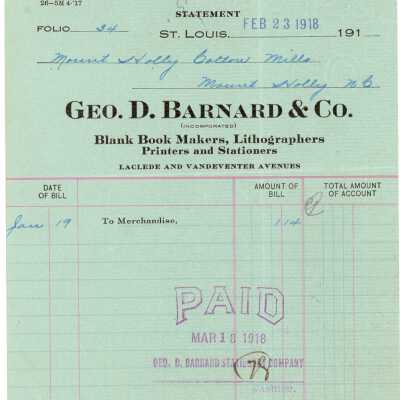 26-5M 4-'17
STATEMENT
FOLIO 34 ST. LOUIS, FEB 23 1918 191
Mount Holly Cotton Mills
Mount Holly N.C.
GEO. D. BARNARD & CO.
(INCORPORATED)
Blank Book Makers, Lithographers
Printers and Stationers
LACLEDE AND VANDEVENTER AVENUES
DATE OF BILL AMOUNT OF BILL TOTAL AMOUNT OF ACCOUNT
Jan 19 To Merchandise, 1 14
PAID
MAR 18 1918
GEO. D. BARNARD STATIONERY COMPANY
CASHIER.